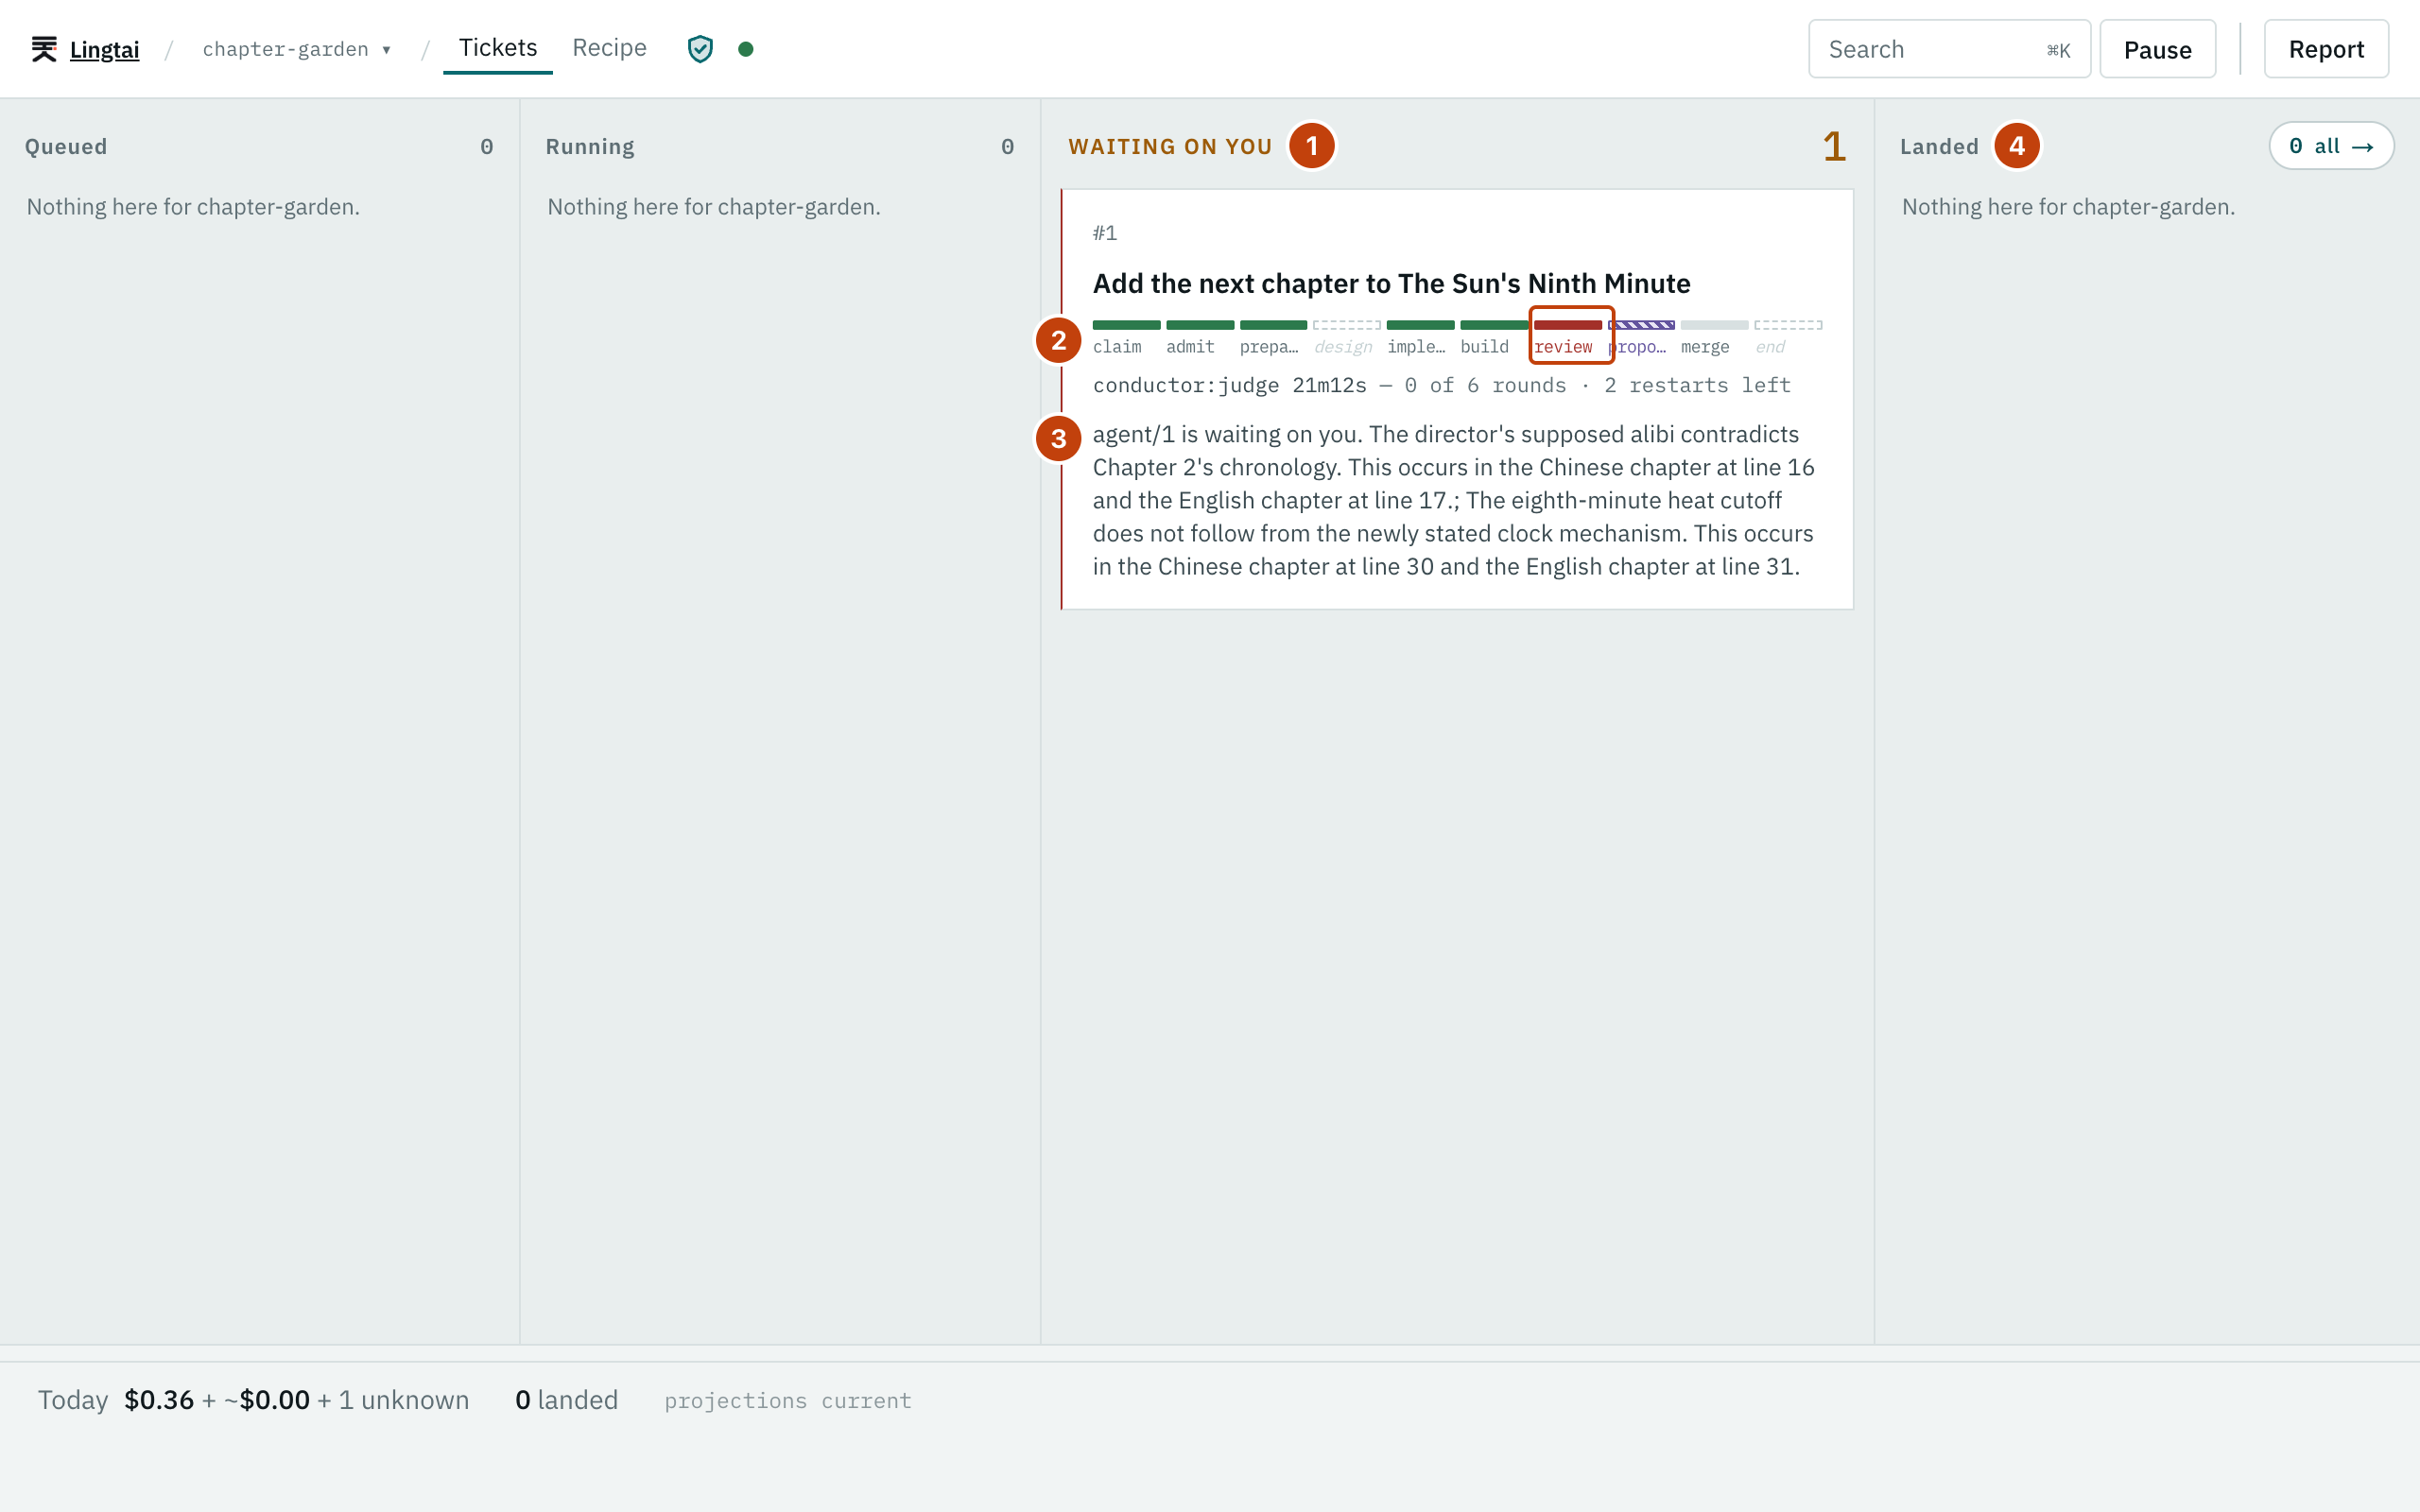 Lingtai / chapter-garden ▾ / Tickets Recipe Search ⌘K Pause Report
Queued 0
Nothing here for chapter-garden.
Running 0
Nothing here for chapter-garden.
WAITING ON YOU 1 1
#1
Add the next chapter to The Sun's Ninth Minute
2
claim admit prepa… design imple… build review propo… merge end
conductor:judge 21m12s — 0 of 6 rounds · 2 restarts left
3
agent/1 is waiting on you. The director's supposed alibi contradicts
Chapter 2's chronology. This occurs in the Chinese chapter at line 16
and the English chapter at line 17.; The eighth-minute heat cutoff
does not follow from the newly stated clock mechanism. This occurs
in the Chinese chapter at line 30 and the English chapter at line 31.
Landed 4 0 all →
Nothing here for chapter-garden.
Today $0.36 + ~$0.00 + 1 unknown 0 landed projections current